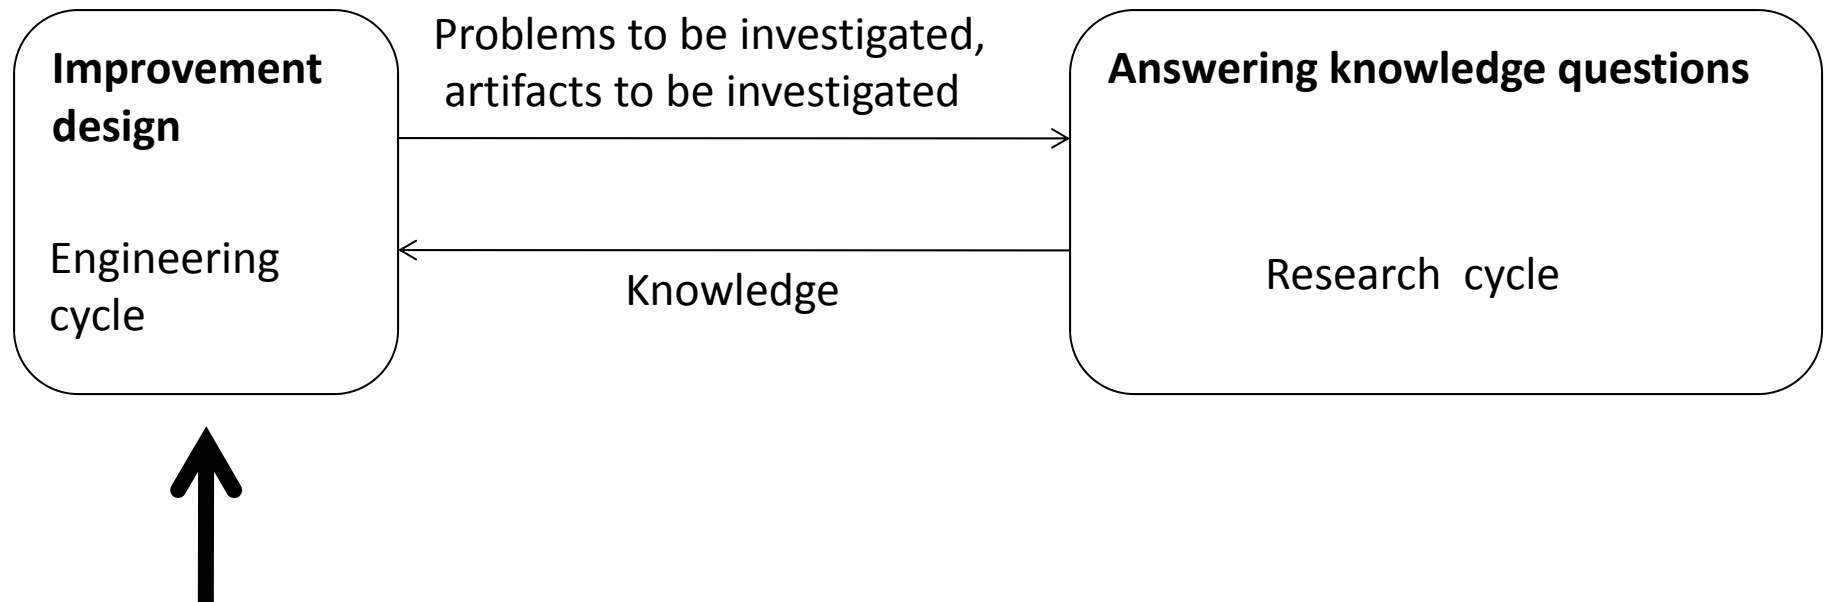 Improvement
design
Engineering
cycle
Problems to be investigated,
artifacts to be investigated
Knowledge
Answering knowledge questions
Research cycle